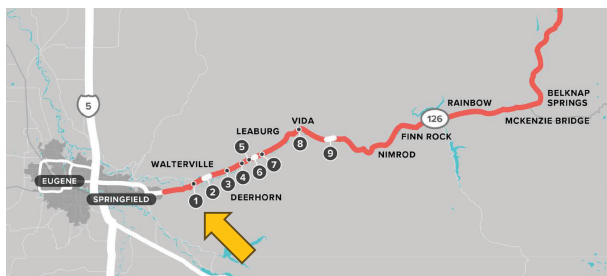 5
EUGENE
SPRINGFIELD
WALTERVILLE
1
2
3
DEERHORN
4
5
LEABURG
6
7
VIDA
8
9
NIMROD
FINN ROCK
126
RAINBOW
BELKNAP
SPRINGS
MCKENZIE BRIDGE